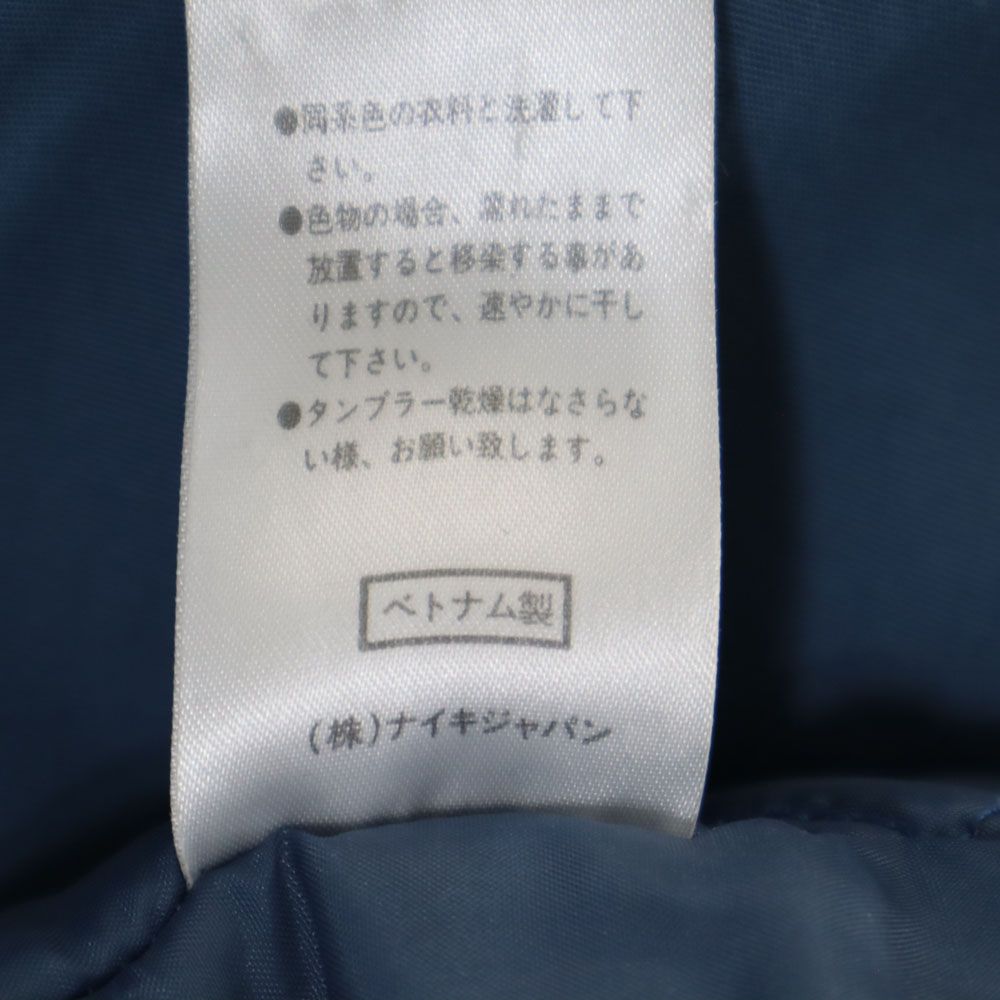 ●同系色の衣料と洗濯して下
さい。
●色物の場合、濡れたままで
放置すると移染する事があ
りますので、速やかに干し
て下さい。
●タンブラー乾燥はなさらな
い様、お願い致します。
ベトナム製
(株)ナイキジャパン